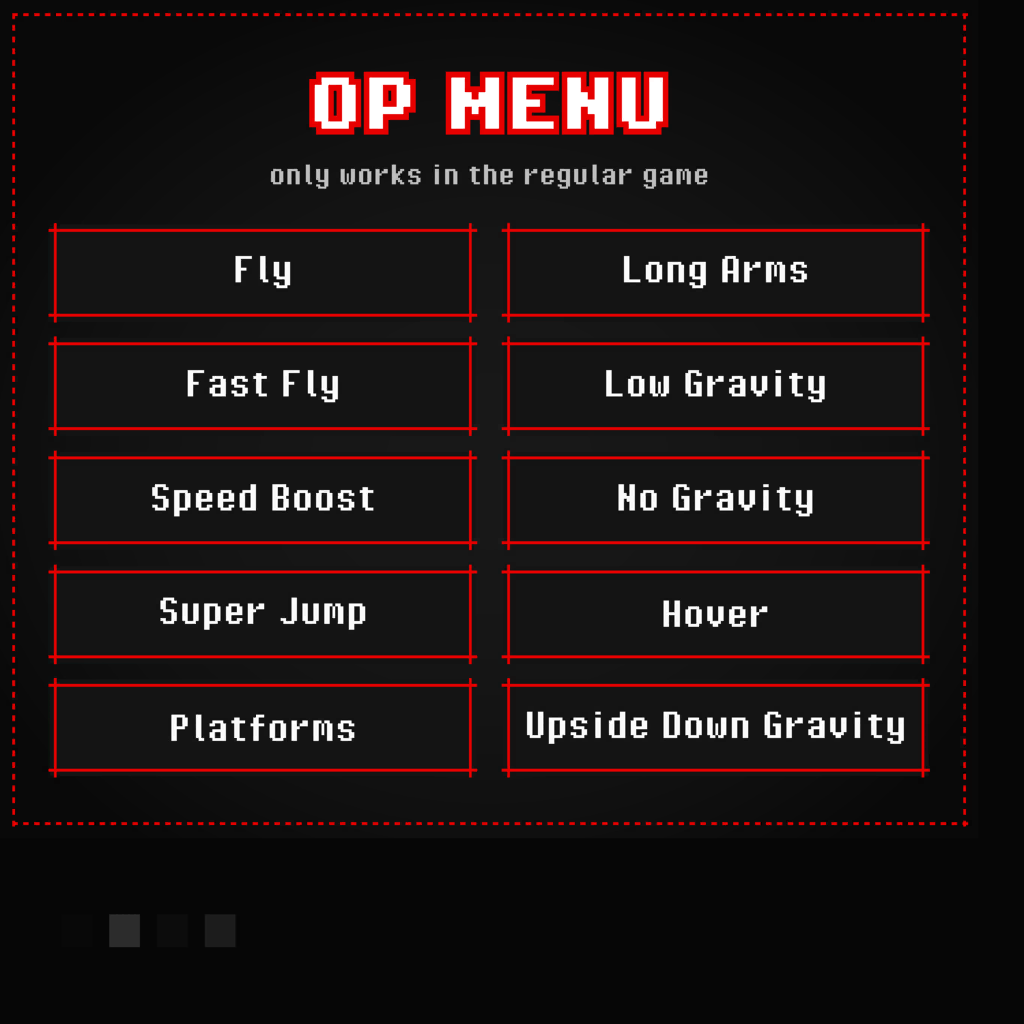 OP MENU
only works in the regular game
Fly
Long Arms
Fast Fly
Low Gravity
Speed Boost
No Gravity
Super Jump
Hover
Platforms
Upside Down Gravity